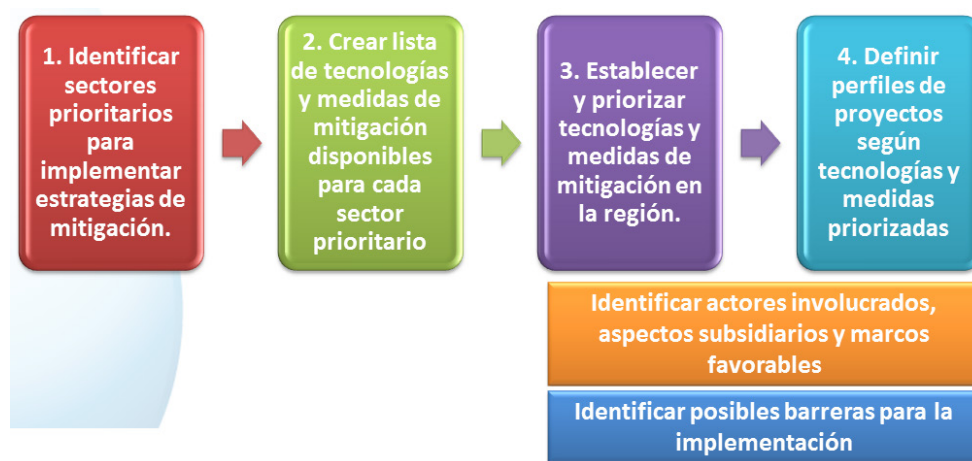 1. Identificar
sectores
prioritarios
para
implementar
estrategias de
mitigación.
2. Crear lista
de tecnologías
y medidas de
mitigación
disponibles
para cada
sector
prioritario
3. Establecer
y priorizar
tecnologías y
medidas de
mitigación en
la región.
4. Definir
perfiles de
proyectos
según
tecnologías y
medidas
priorizadas
Identificar actores involucrados,
aspectos subsidiarios y marcos
favorables
Identificar posibles barreras para la
implementación